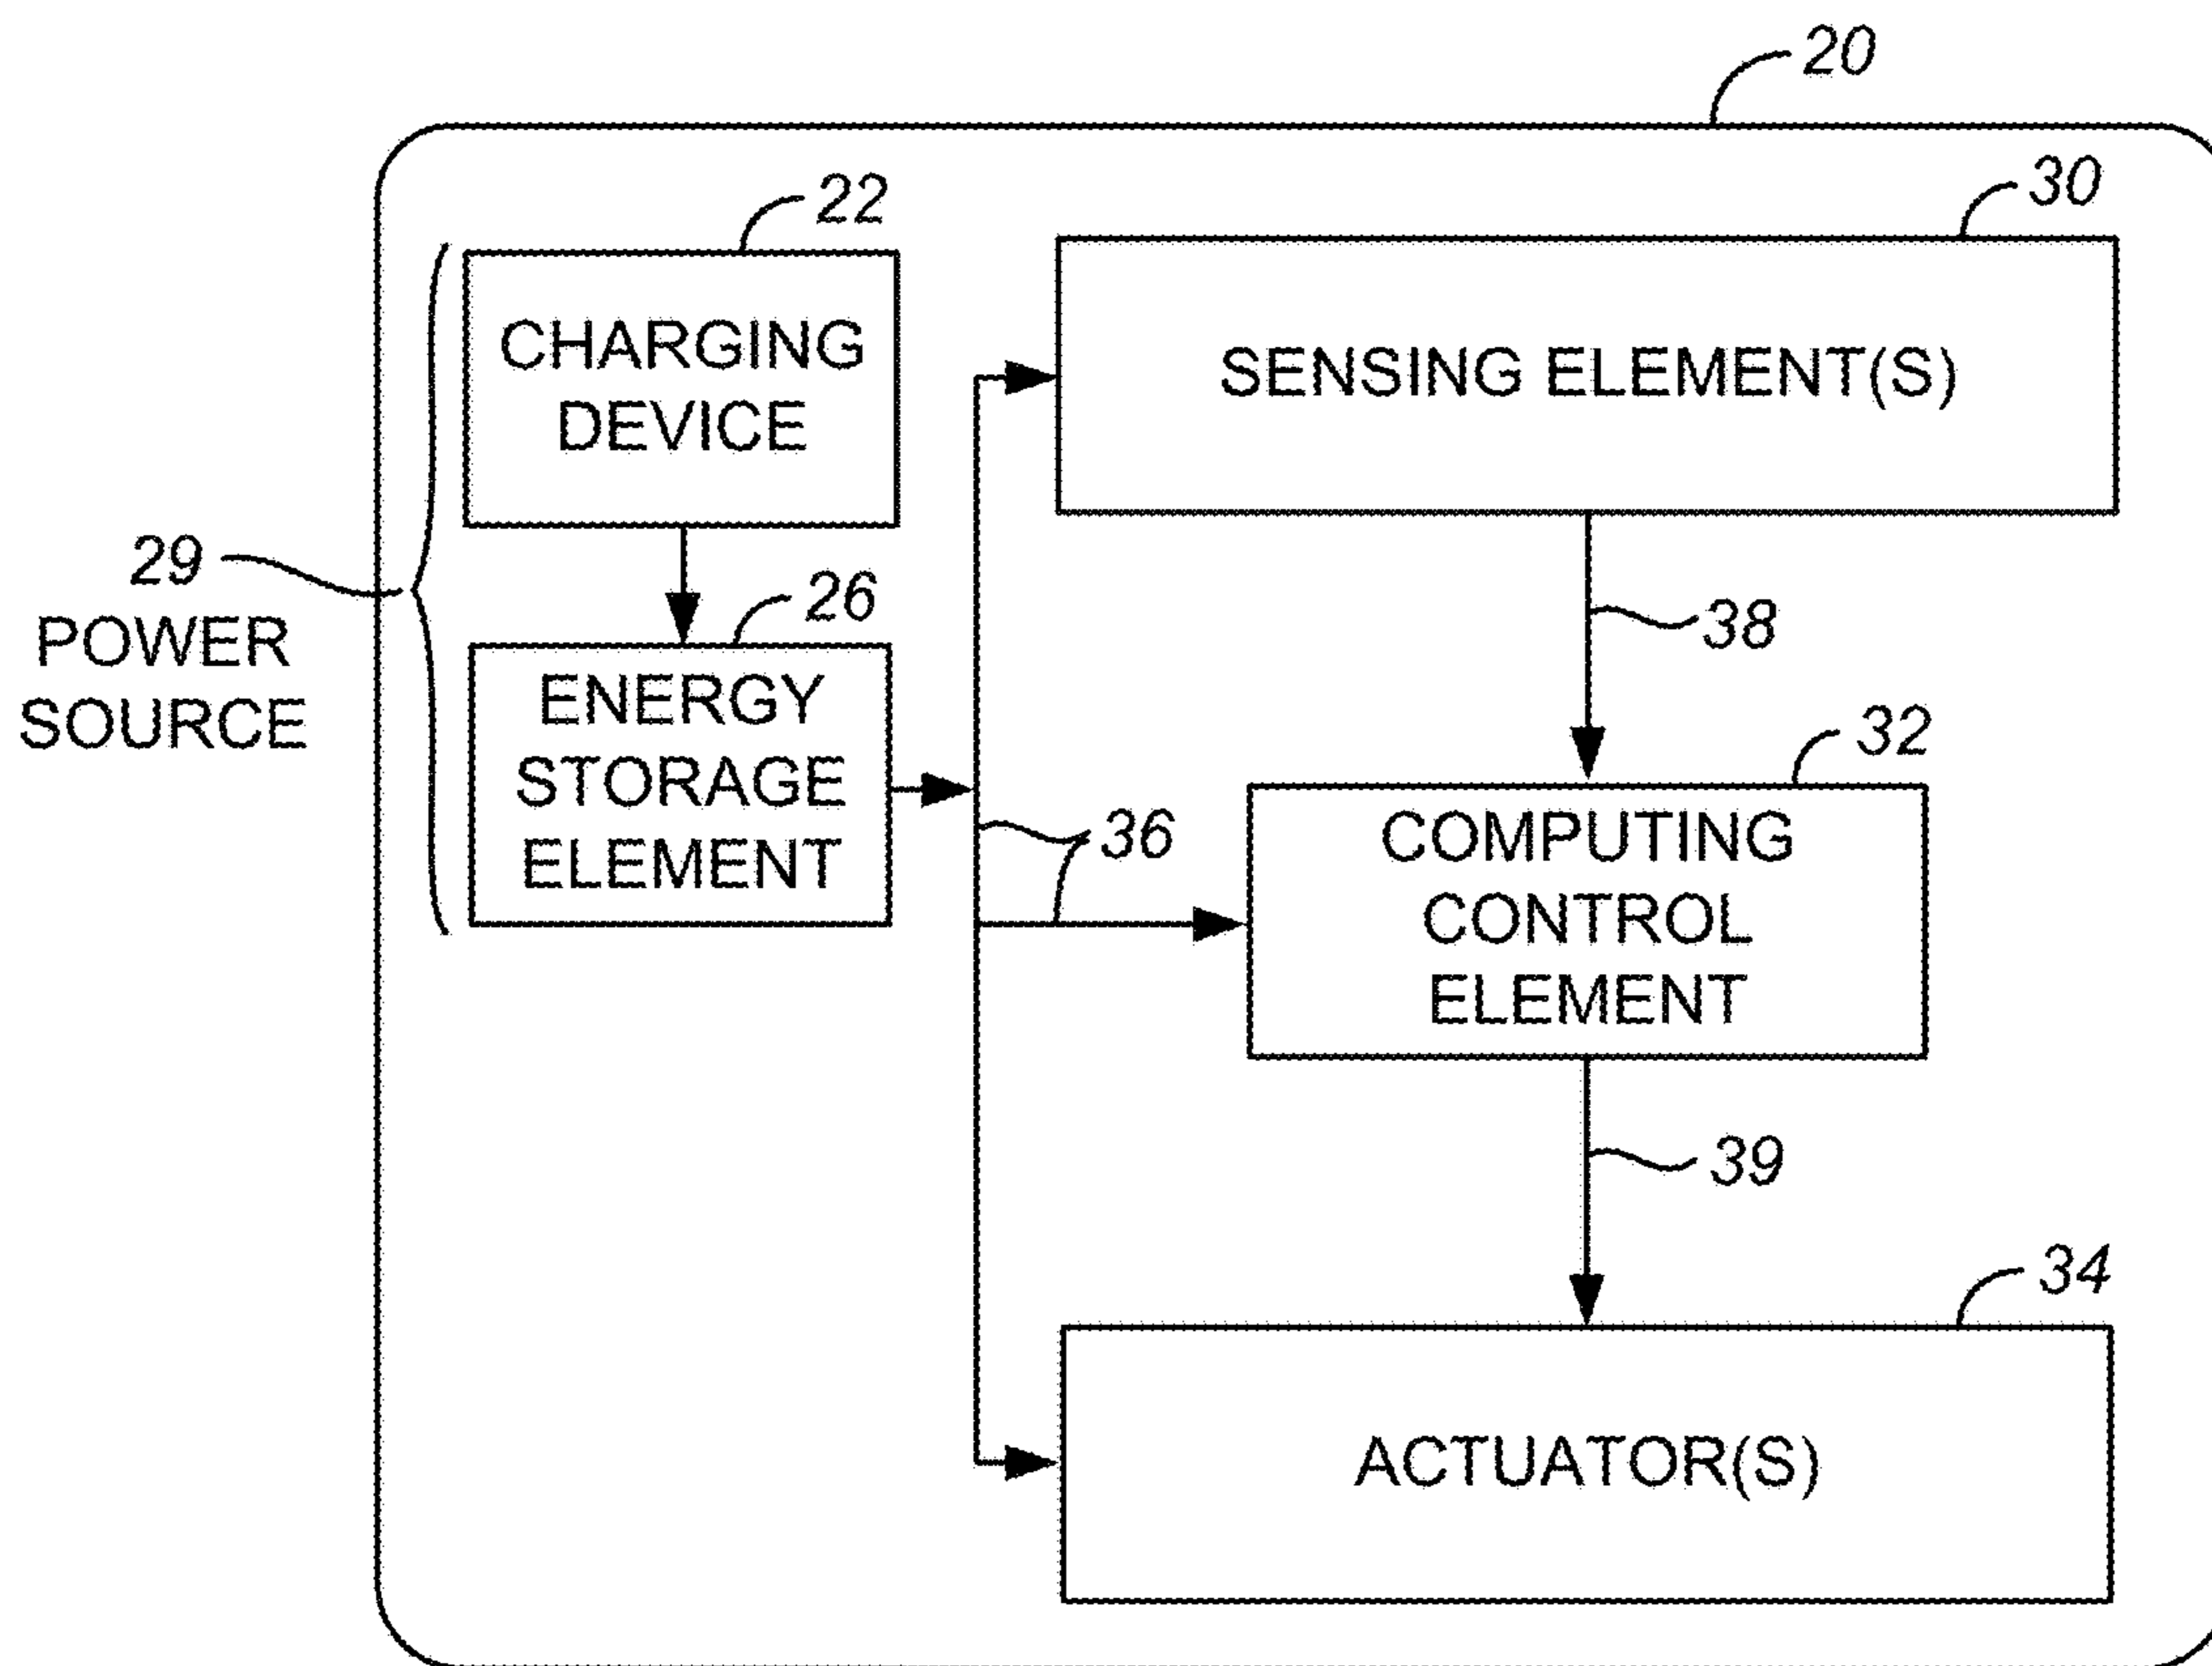 20
22
30
CHARGING
DEVICE
SENSING ELEMENT(S)
29
POWER
SOURCE
26
ENERGY
STORAGE
ELEMENT
38
36
32
COMPUTING
CONTROL
ELEMENT
39
34
ACTUATOR(S)